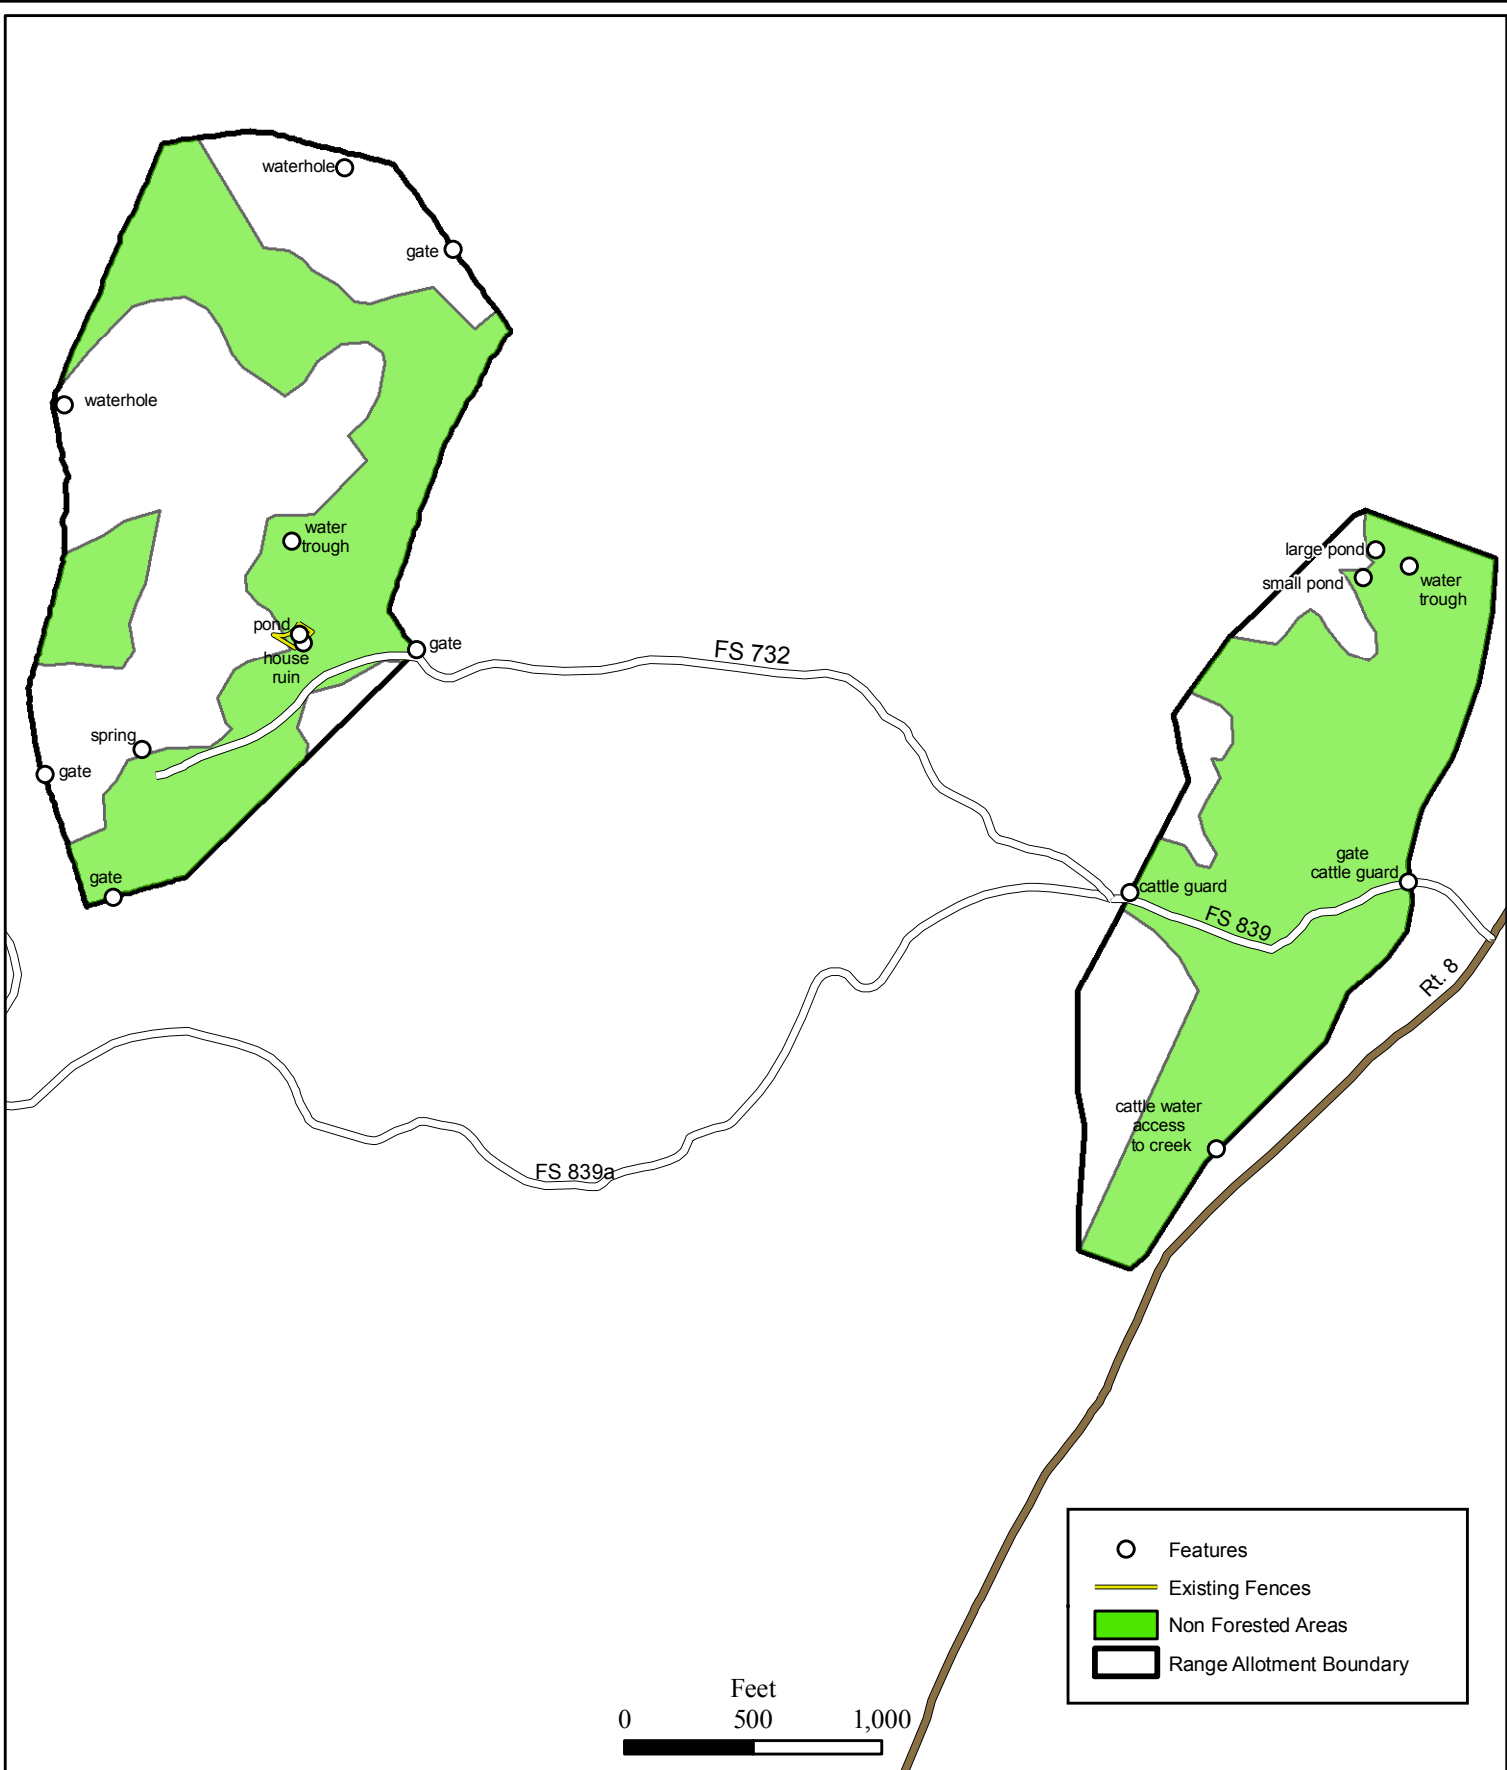 waterhole
gate
waterhole
water
trough
large pond
small pond
water
trough
pond
house
ruin
gate
FS 732
spring
gate
gate
cattle guard
gate
cattle guard
FS 839
Rt. 8
cattle water
access
to creek
FS 839a
Features
Existing Fences
Non Forested Areas
Range Allotment Boundary
Feet
0 500 1,000